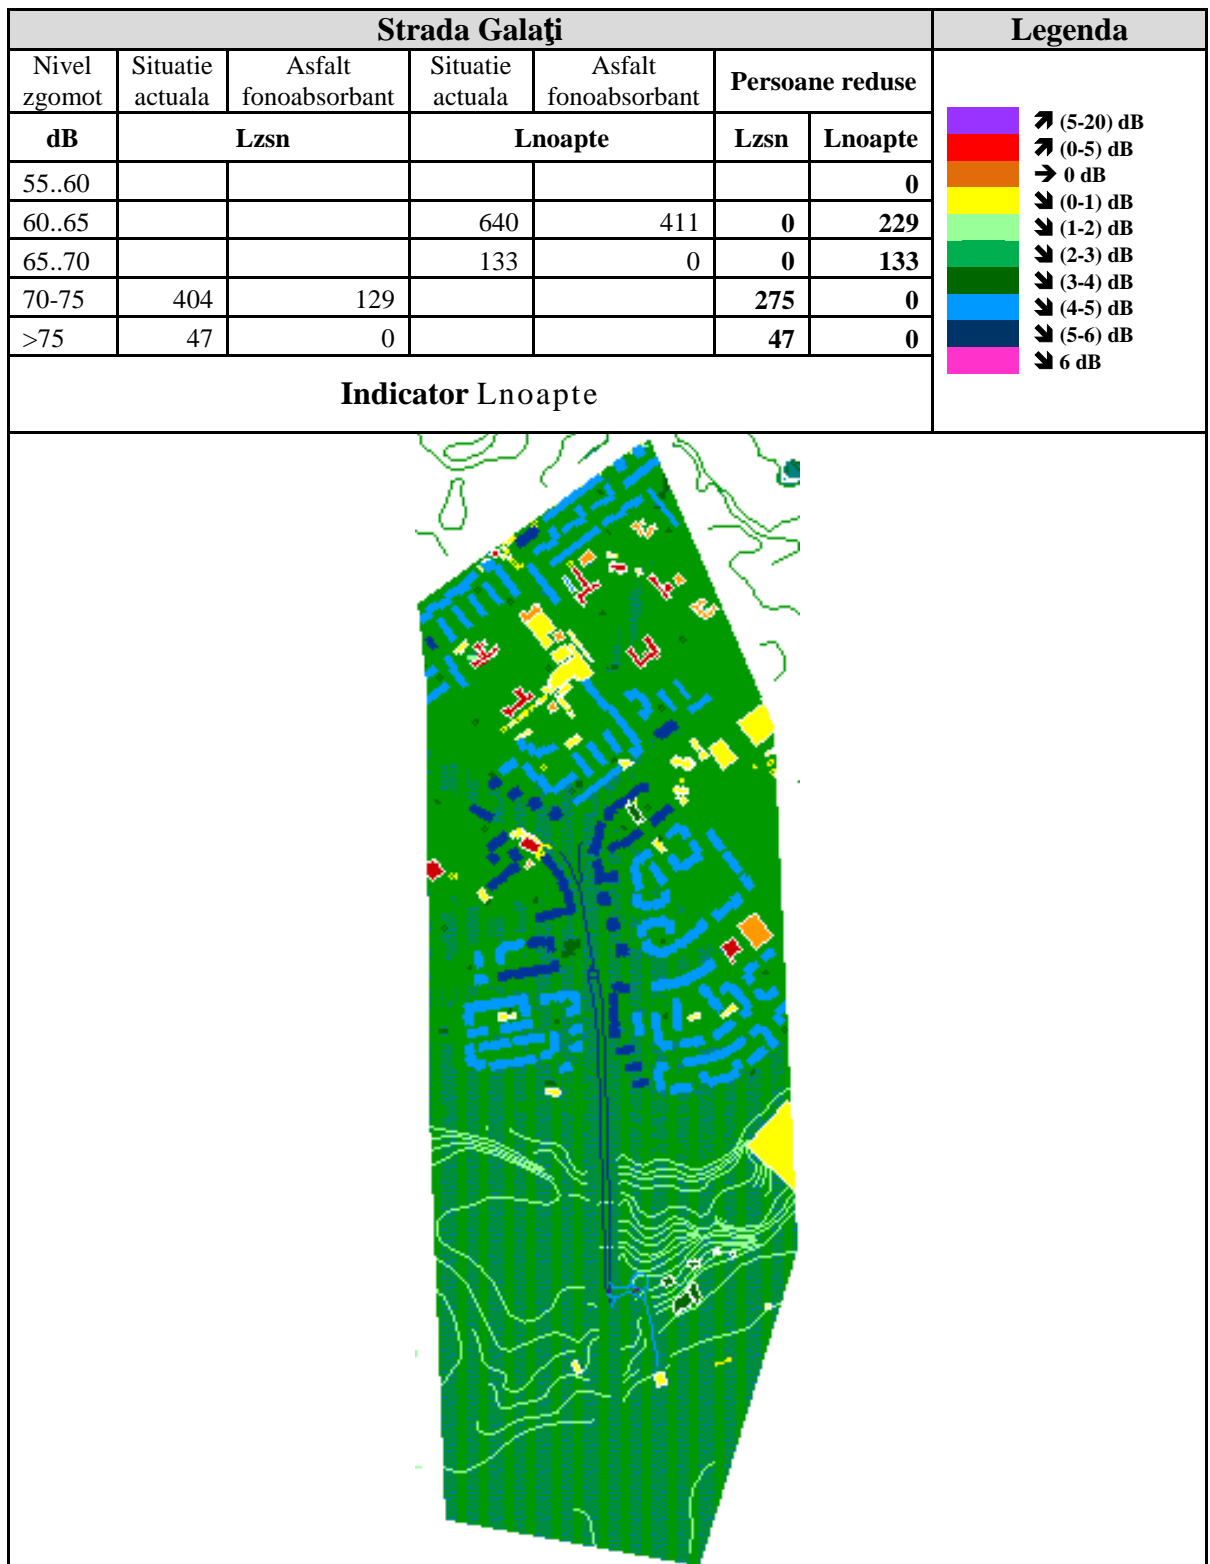 Strada Galaţi
Legenda
Nivel zgomot Situatie actuala Asfalt fonoabsorbant Situatie actuala Asfalt fonoabsorbant Persoane reduse
dB Lzsn Lnoapte Lzsn Lnoapte
55..60 0
60..65 640 411 0 229
65..70 133 0 0 133
70-75 404 129 275 0
>75 47 0 47 0
Indicator Lnoapte
🡭 (5-20) dB
🡭 (0-5) dB
🡪 0 dB
🡮 (0-1) dB
🡮 (1-2) dB
🡮 (2-3) dB
🡮 (3-4) dB
🡮 (4-5) dB
🡮 (5-6) dB
🡮 6 dB